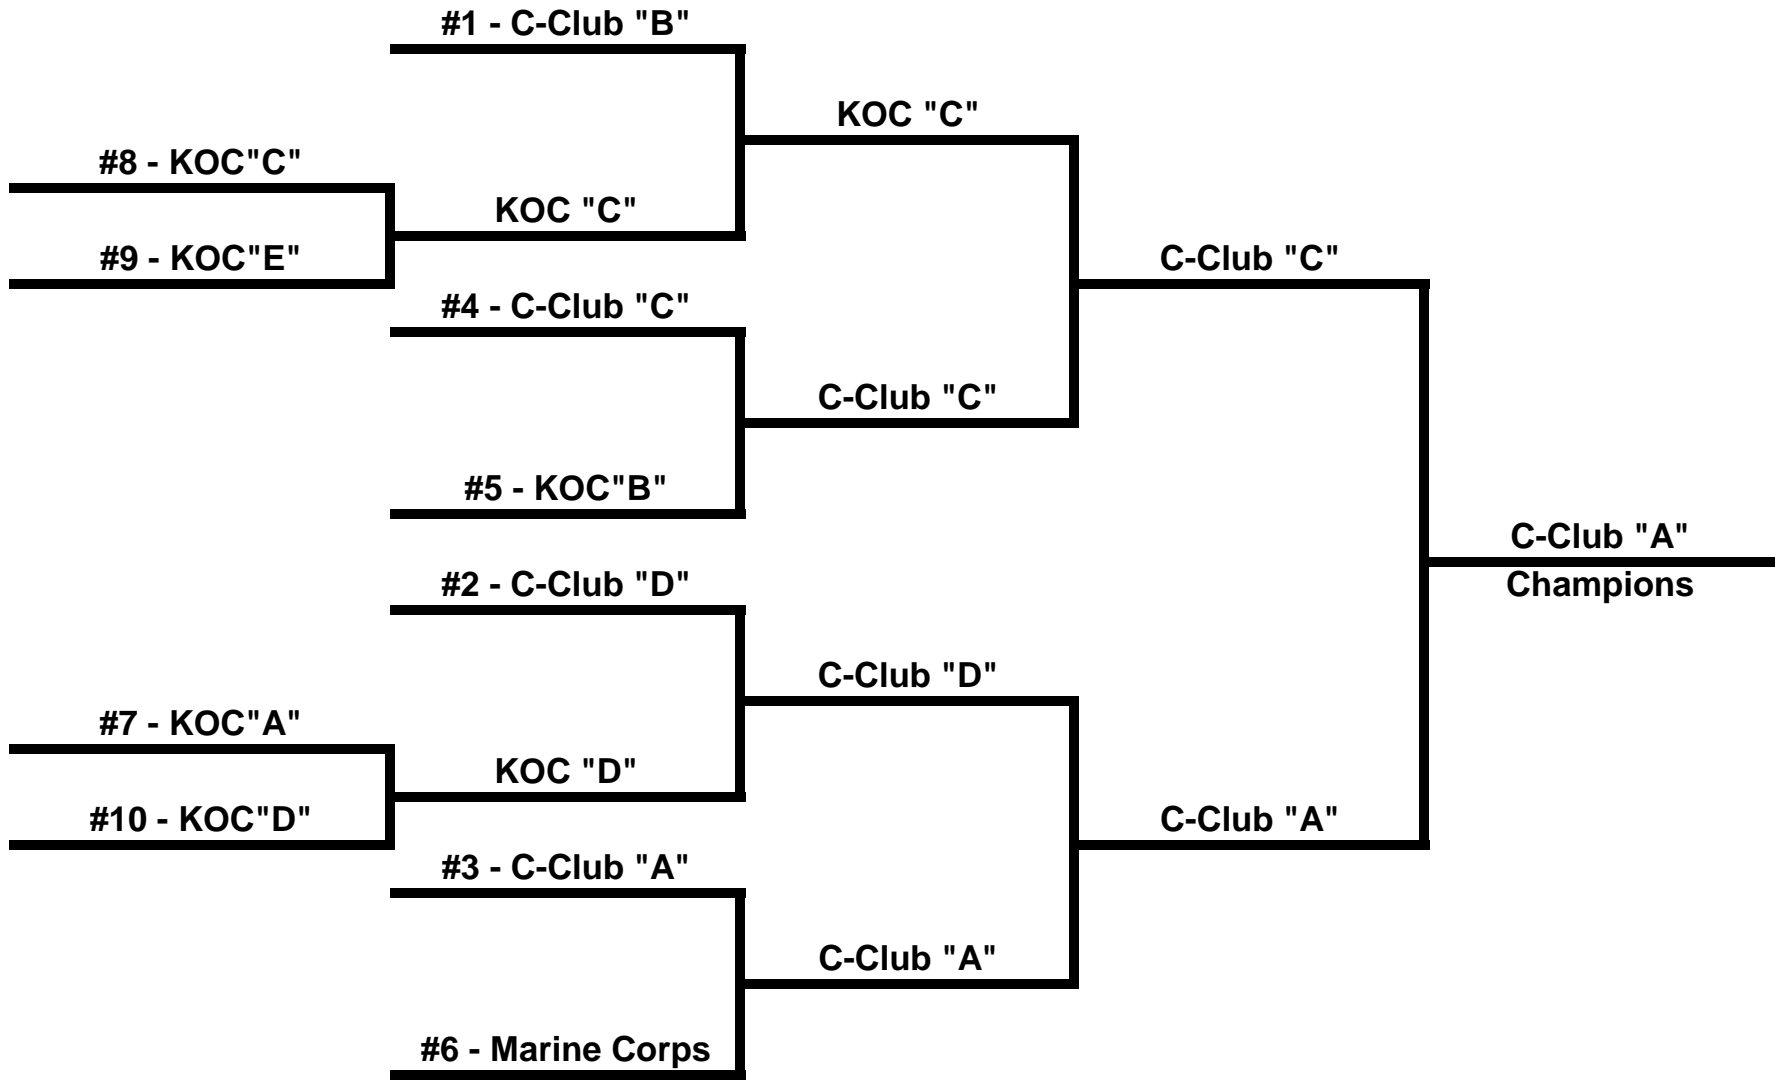 #1 - C-Club "B"
KOC "C"
#8 - KOC"C"
KOC "C"
#9 - KOC"E"
C-Club "C"
#4 - C-Club "C"
C-Club "C"
#5 - KOC"B"
C-Club "A"
Champions
#2 - C-Club "D"
C-Club "D"
#7 - KOC"A"
KOC "D"
#10 - KOC"D"
C-Club "A"
#3 - C-Club "A"
C-Club "A"
#6 - Marine Corps